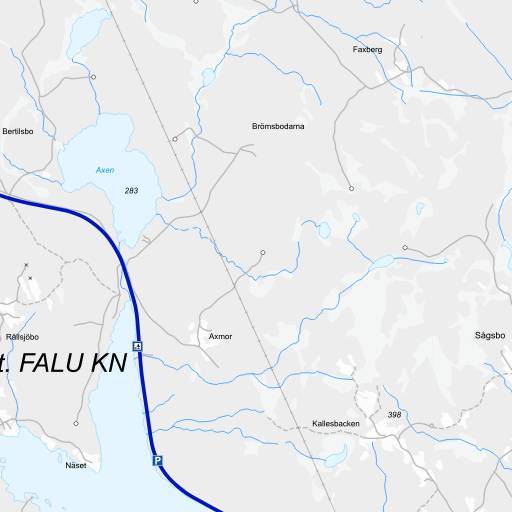 Faxberg
Bertilsbo
Brömsbodarna
Axen
283
Rällsjöbo
Axmor
Sågsbo
t. FALU KN
398
Kallesbacken
P
Näset